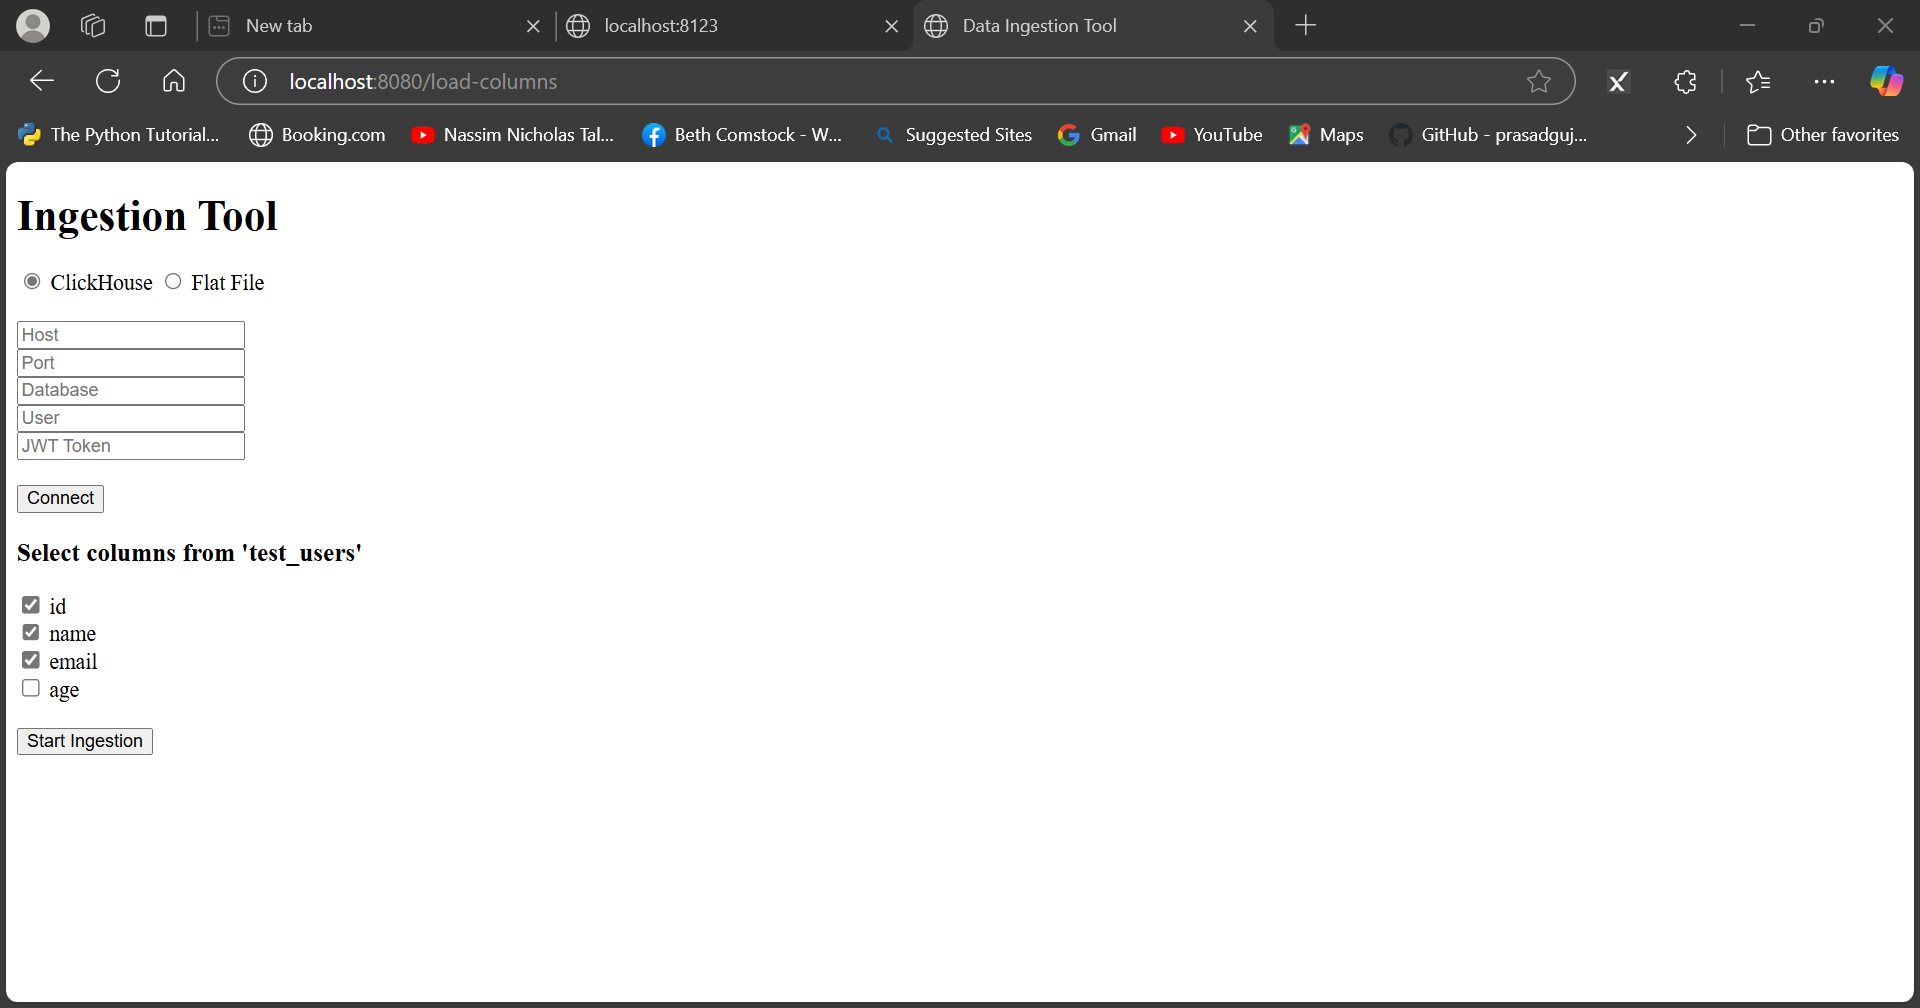 New tab
localhost:8123
Data Ingestion Tool
localhost:8080/load-columns
The Python Tutorial...
Booking.com
Nassim Nicholas Tal...
Beth Comstock - W...
Suggested Sites
Gmail
YouTube
Maps
GitHub - prasadguj...
Other favorites
Ingestion Tool
ClickHouse Flat File
Host
Port
Database
User
JWT Token
Connect
Select columns from 'test_users'
id
name
email
age
Start Ingestion